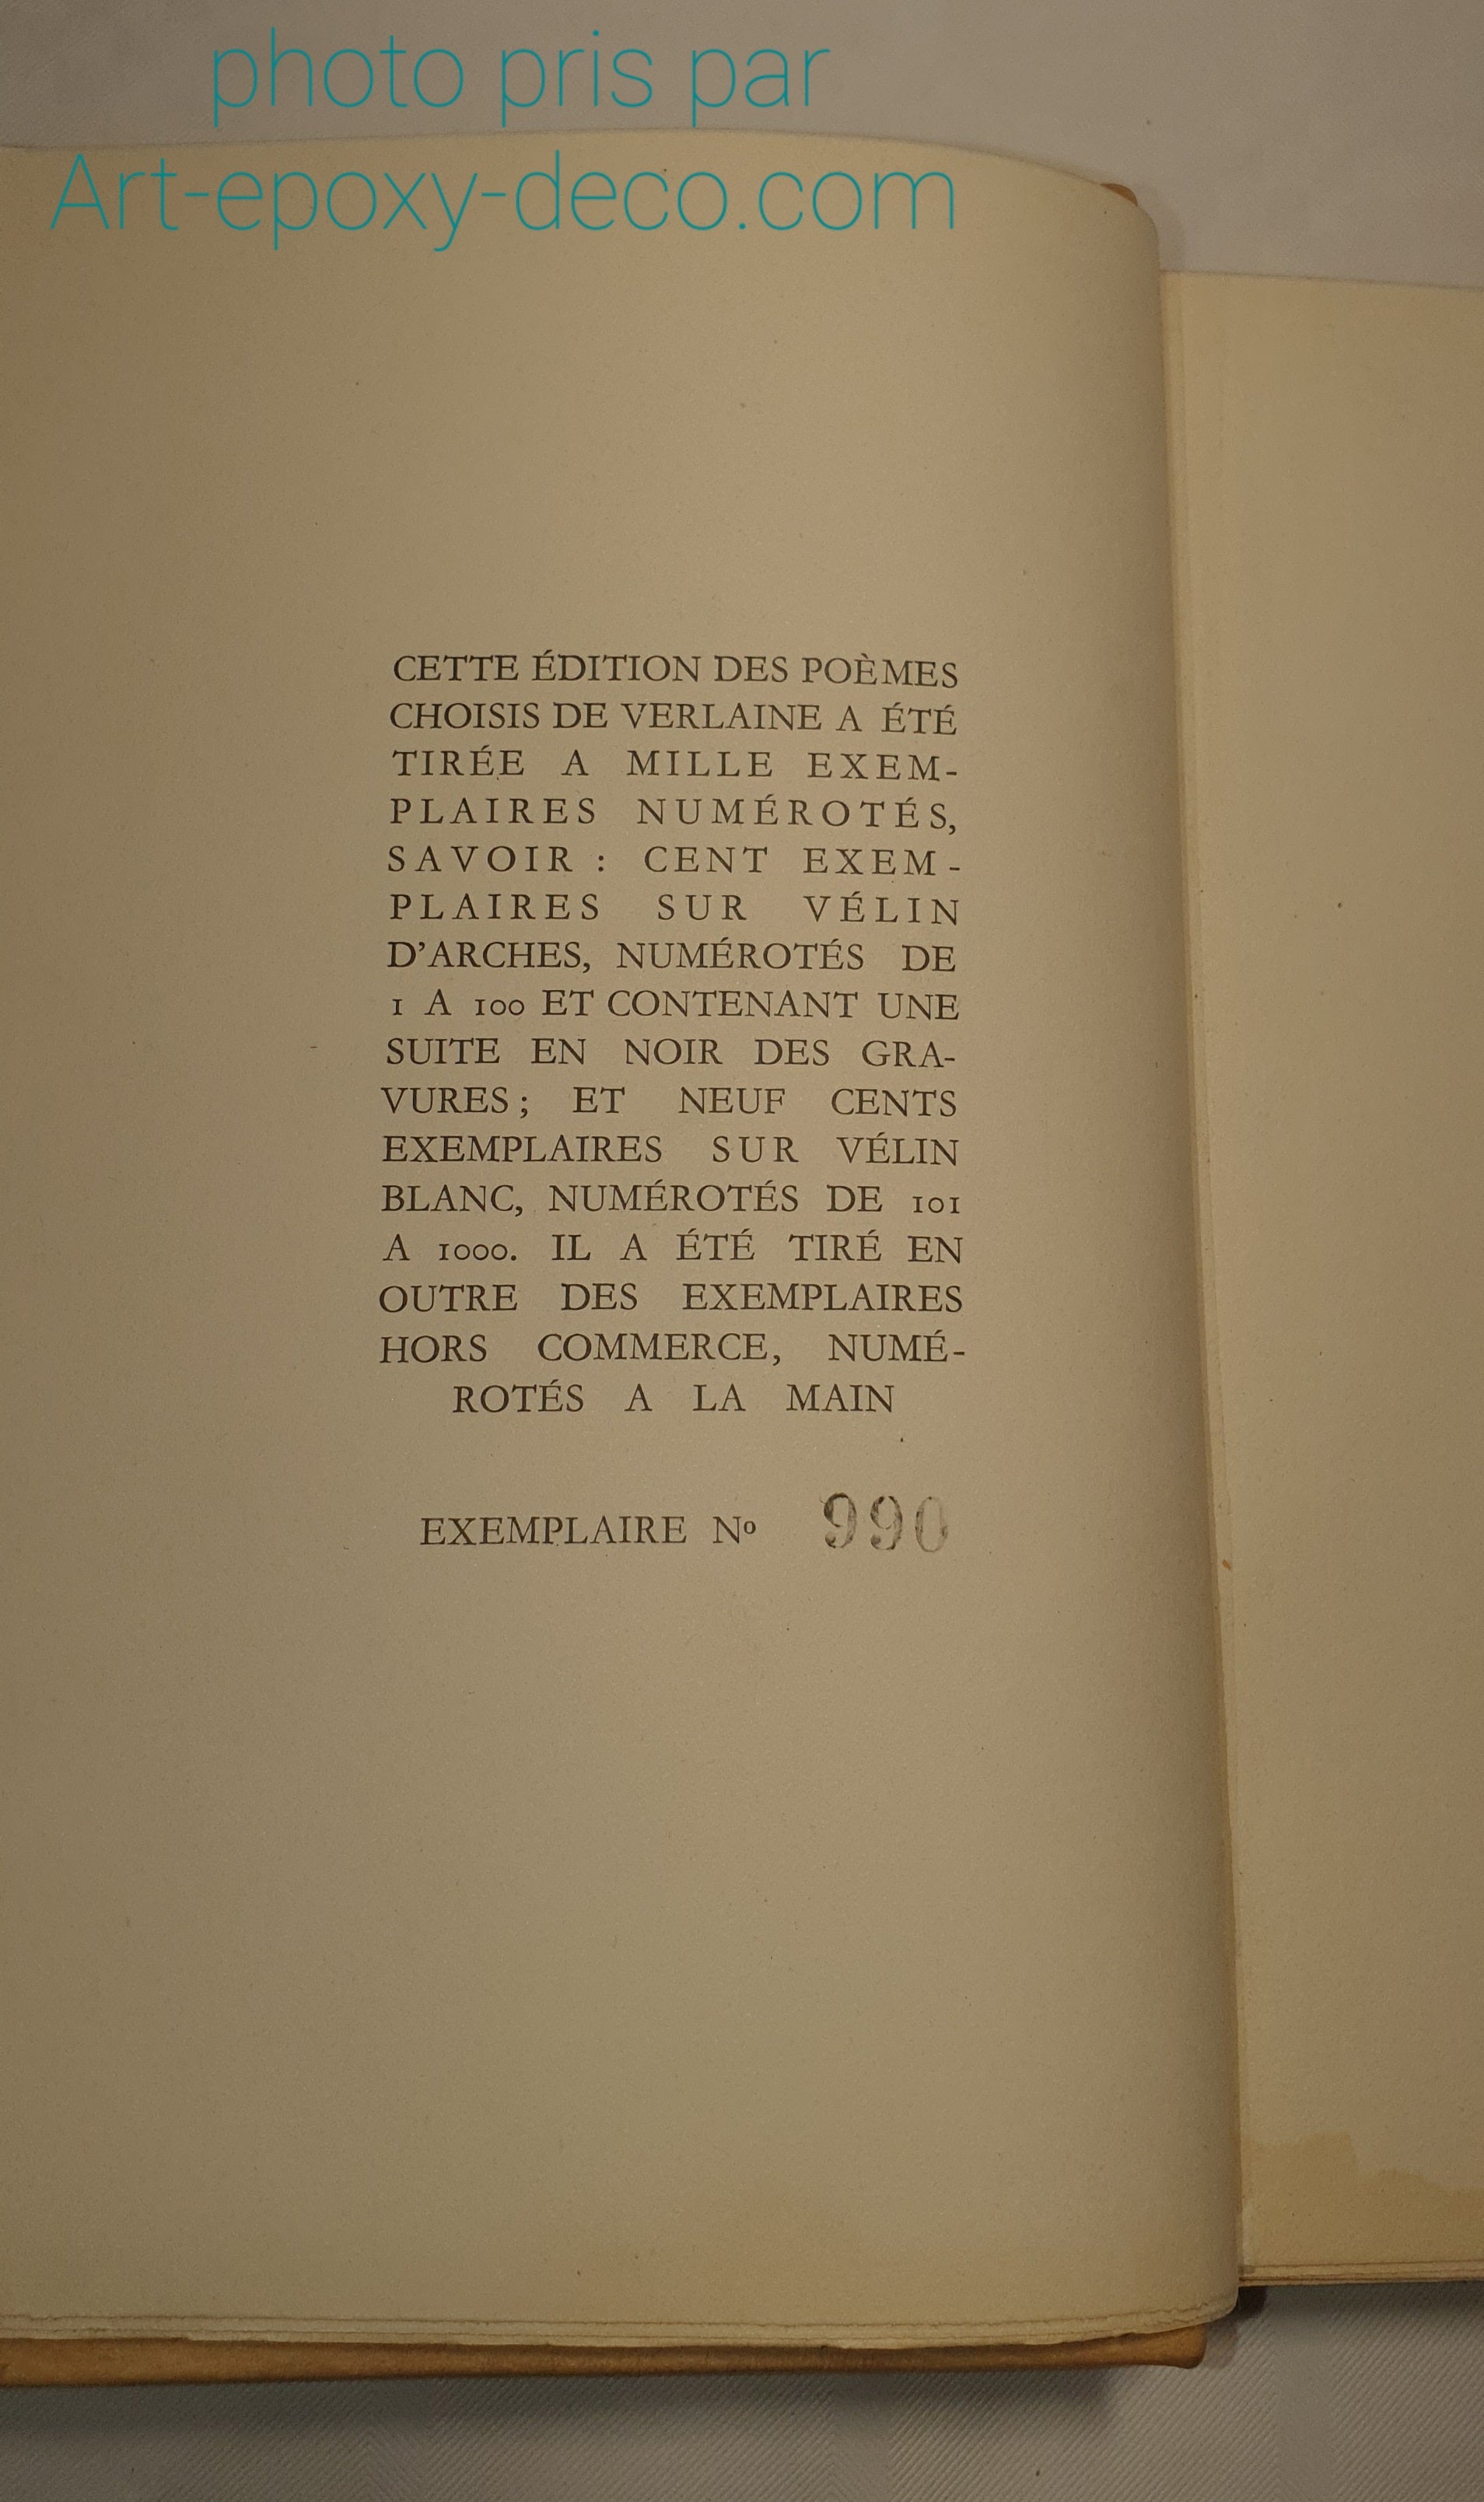 photo pris par
Art-epoxy-deco.com
CETTE ÉDITION DES POÈMES
CHOISIS DE VERLAINE A ÉTÉ
TIRÉE A MILLE EXEM-
PLAIRES NUMÉROTÉS,
SAVOIR : CENT EXEM-
PLAIRES SUR VÉLIN
D'ARCHES, NUMÉROTÉS DE
1 A 100 ET CONTENANT UNE
SUITE EN NOIR DES GRA-
VURES ; ET NEUF CENTS
EXEMPLAIRES SUR VÉLIN
BLANC, NUMÉROTÉS DE 101
A 1000. IL A ÉTÉ TIRÉ EN
OUTRE DES EXEMPLAIRES
HORS COMMERCE, NUMÉ-
ROTÉS A LA MAIN
EXEMPLAIRE Nº 990